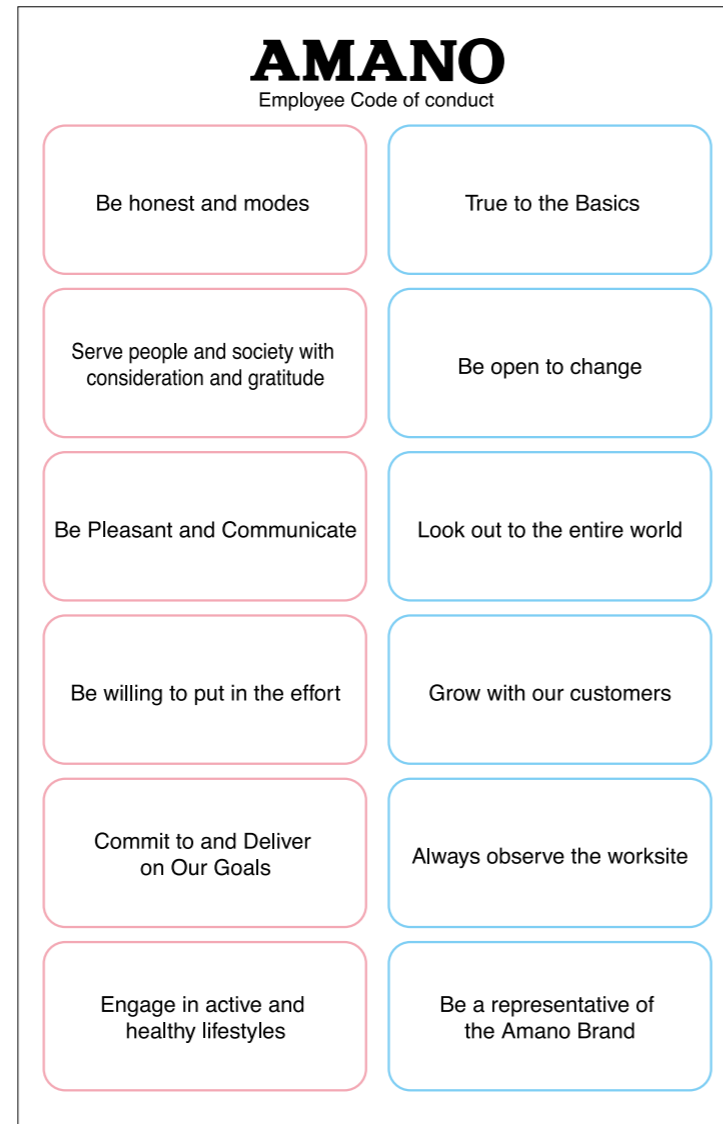 AMANO
Employee Code of conduct
Be honest and modes
True to the Basics
Serve people and society with
consideration and gratitude
Be open to change
Be Pleasant and Communicate
Look out to the entire world
Be willing to put in the effort
Grow with our customers
Commit to and Deliver
on Our Goals
Always observe the worksite
Engage in active and
healthy lifestyles
Be a representative of
the Amano Brand